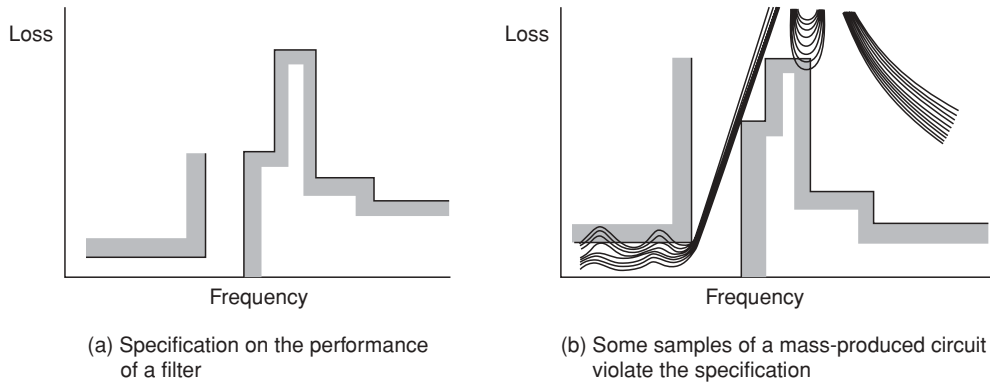 Loss
Frequency
(a) Specification on the performance
of a filter
Loss
Frequency
(b) Some samples of a mass-produced circuit
violate the specification